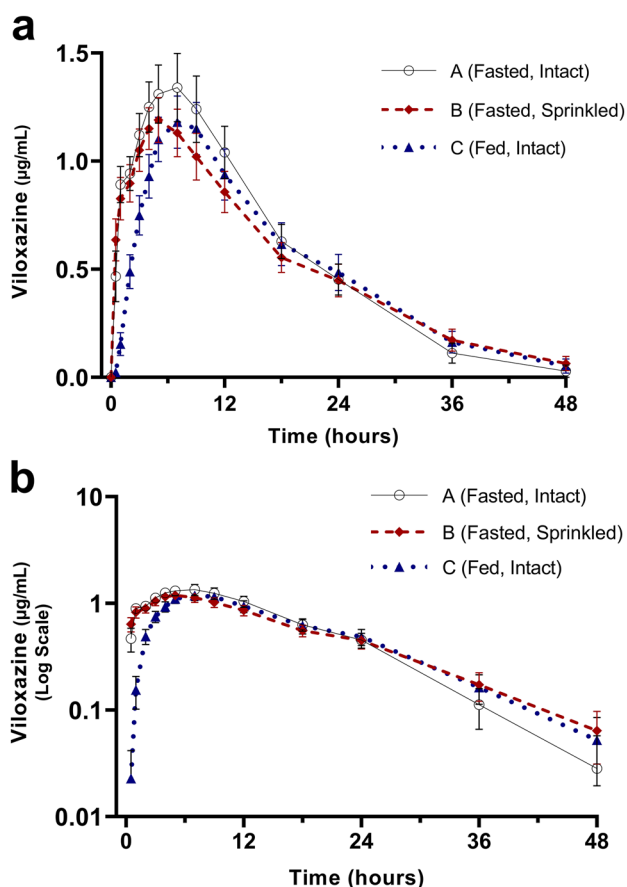 a
1.5
1.0
0.5
0.0
Viloxazine (µg/mL)
A (Fasted, Intact)
B (Fasted, Sprinkled)
C (Fed, Intact)
0 12 24 36 48
Time (hours)
b
10
1
0.1
0.01
Viloxazine (µg/mL)
(Log Scale)
A (Fasted, Intact)
B (Fasted, Sprinkled)
C (Fed, Intact)
0 12 24 36 48
Time (hours)